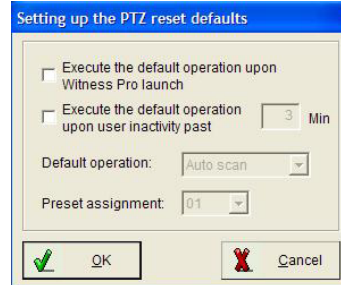 Setting up the PTZ reset defaults
Execute the default operation upon
Witness Pro launch
Execute the default operation
upon user inactivity past
3 Min
Default operation: Auto scan
Preset assignment: 01
OK
Cancel